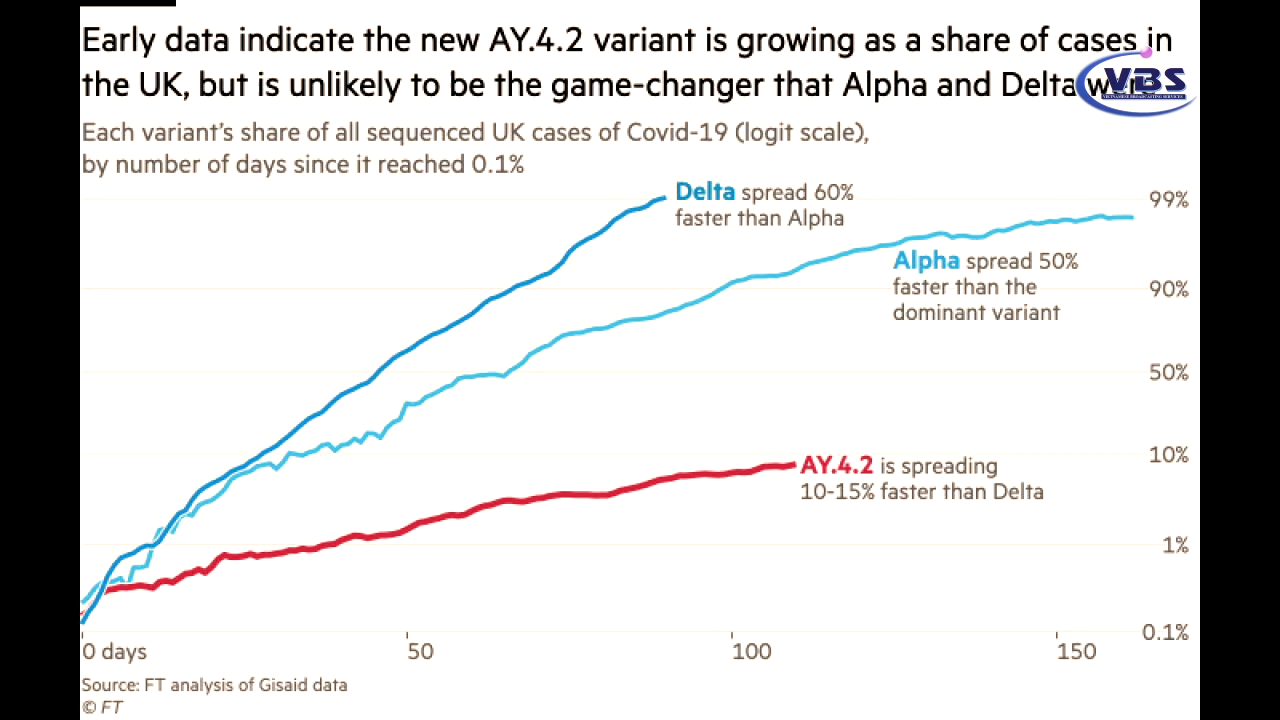 Early data indicate the new AY.4.2 variant is growing as a share of cases in
the UK, but is unlikely to be the game-changer that Alpha and Delta
VBS
VIETNAMESE BROADCASTING SERVICES
Each variant's share of all sequenced UK cases of Covid-19 (logit scale),
by number of days since it reached 0.1%
Delta spread 60%
faster than Alpha
99%
Alpha spread 50%
faster than the
dominant variant
90%
50%
10%
AY.4.2 is spreading
10-15% faster than Delta
1%
0.1%
0 days
50
100
150
Source: FT analysis of Gisaid data
© FT